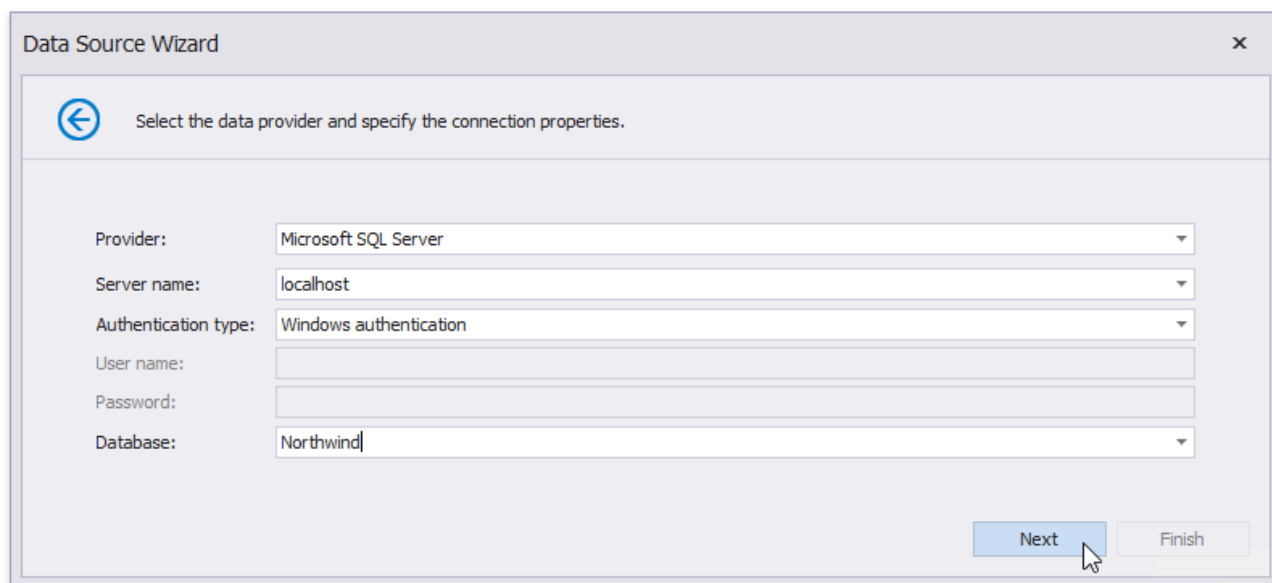 Data Source Wizard
Select the data provider and specify the connection properties.
Provider: Microsoft SQL Server
Server name: localhost
Authentication type: Windows authentication
User name:
Password:
Database: Northwind
Next Finish